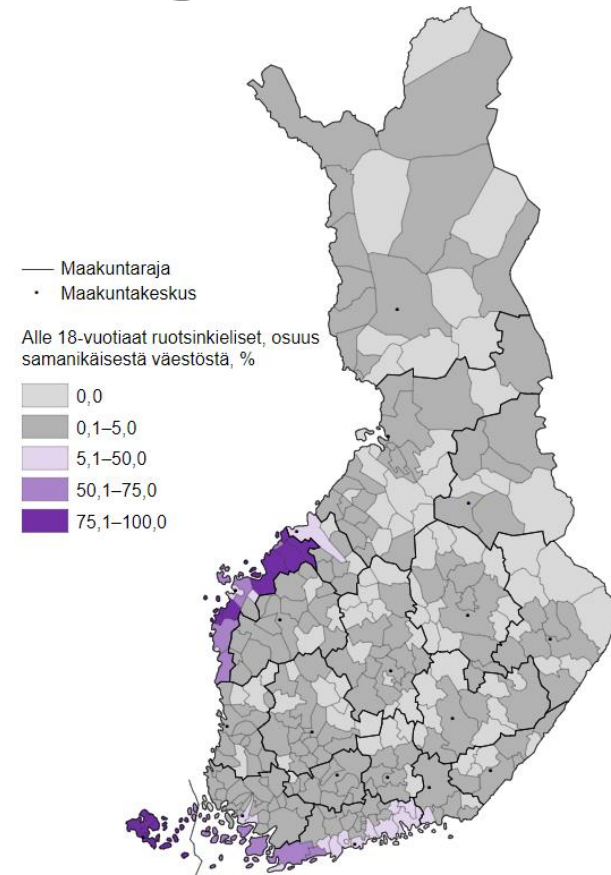 Maakuntaraja
Maakuntakeskus
Alle 18-vuotiaat ruotsinkieliset, osuus
samanikäisestä väestöstä, %
0,0
0,1–5,0
5,1–50,0
50,1–75,0
75,1–100,0